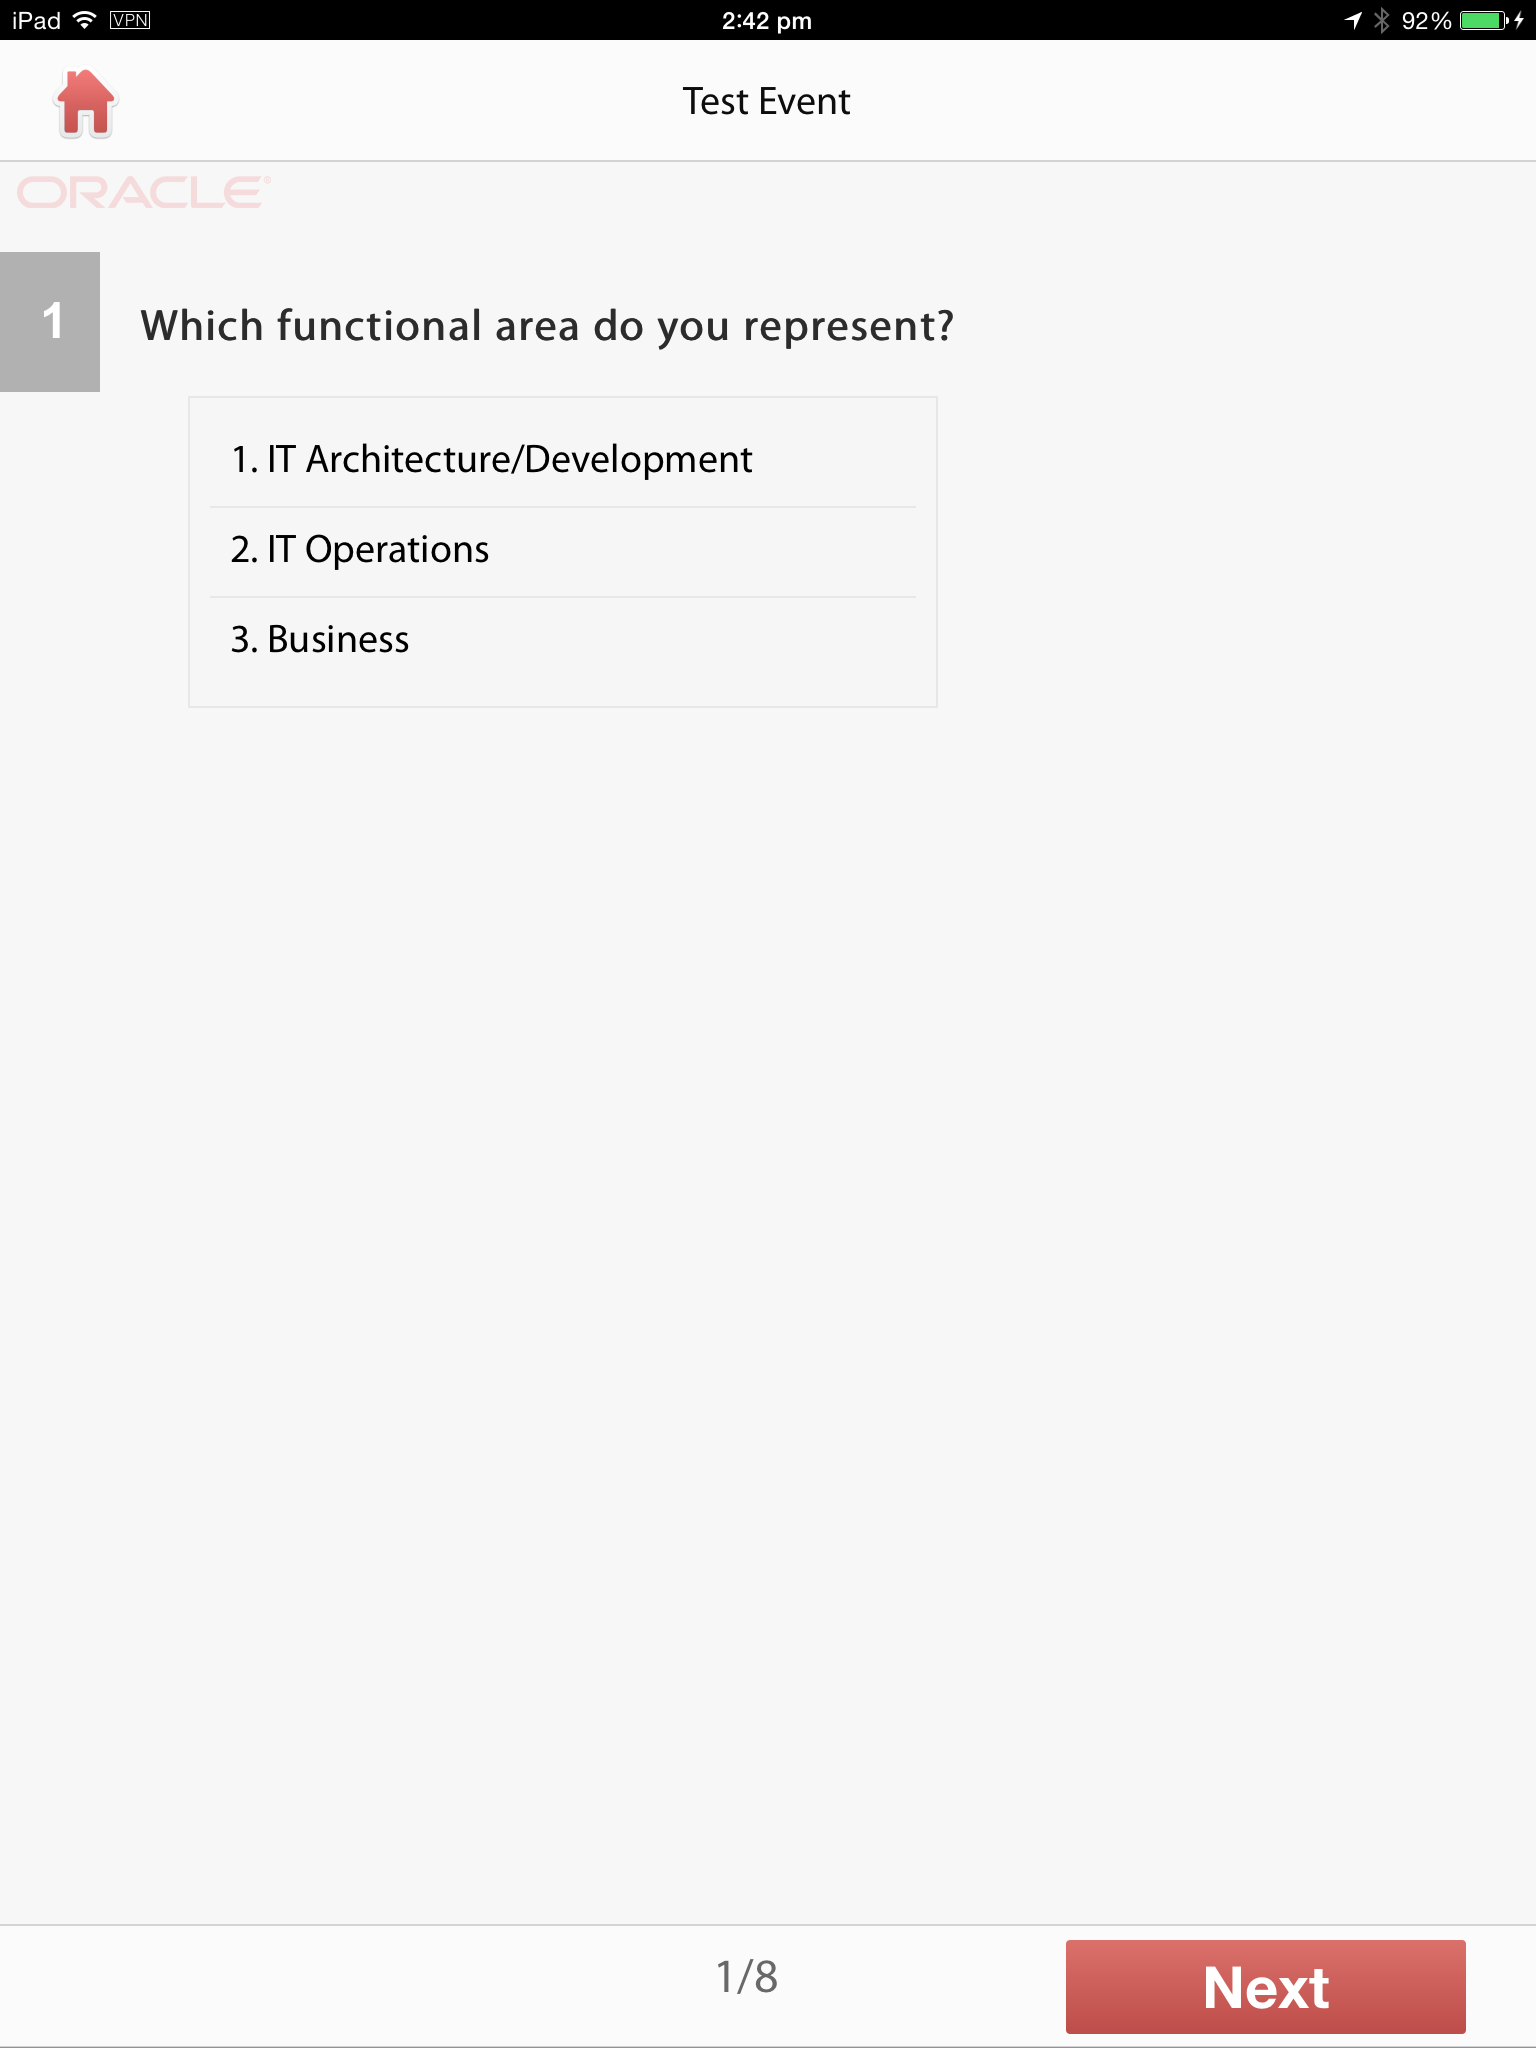 iPad VPN 2:42 pm 92%
Test Event
ORACLE®
1 Which functional area do you represent?
1. IT Architecture/Development
2. IT Operations
3. Business
1/8 Next